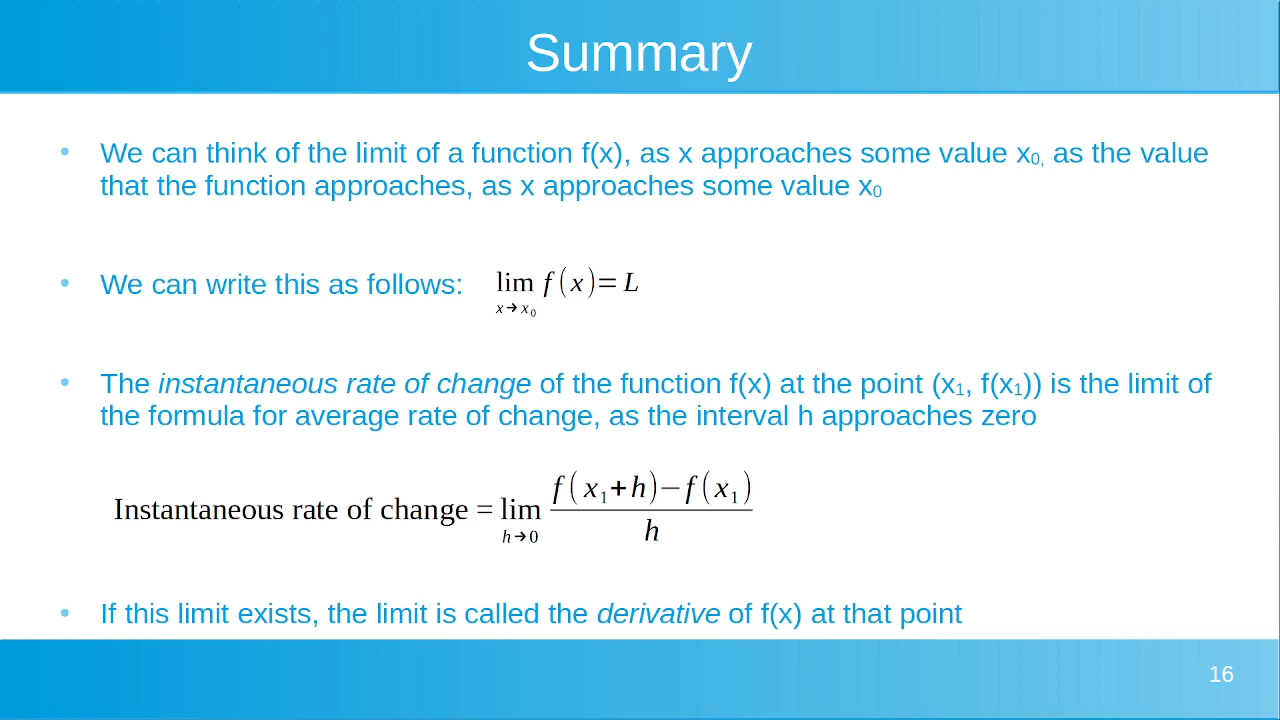 Summary
• We can think of the limit of a function f(x), as x approaches some value x₀, as the value
that the function approaches, as x approaches some value x₀
• We can write this as follows: lim f(x)= L
x→x₀
• The instantaneous rate of change of the function f(x) at the point (x₁, f(x₁)) is the limit of
the formula for average rate of change, as the interval h approaches zero
f(x₁+h)−f(x₁)
Instantaneous rate of change = lim
h→0
h
• If this limit exists, the limit is called the derivative of f(x) at that point
16